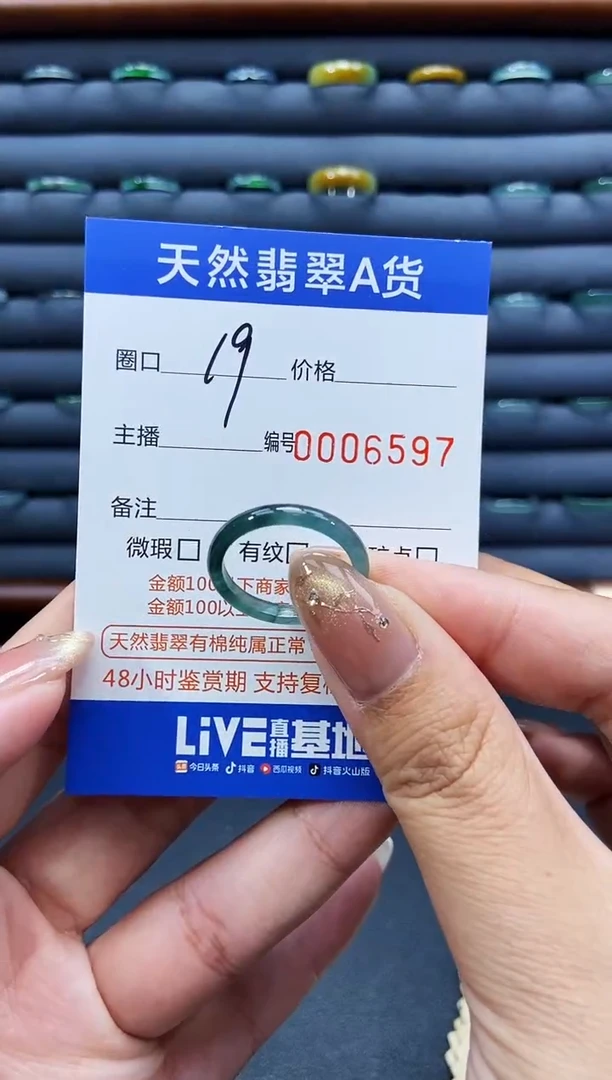 天然翡翠A货
圈口 19 价格
主播 编号0006597
备注
微瑕 有纹
金额100 下商家
金额100以
天然翡翠有棉纯属正常
48小时鉴赏期 支持复
LiVE直播基地
今日头条 抖音 西瓜视频 抖音火山版